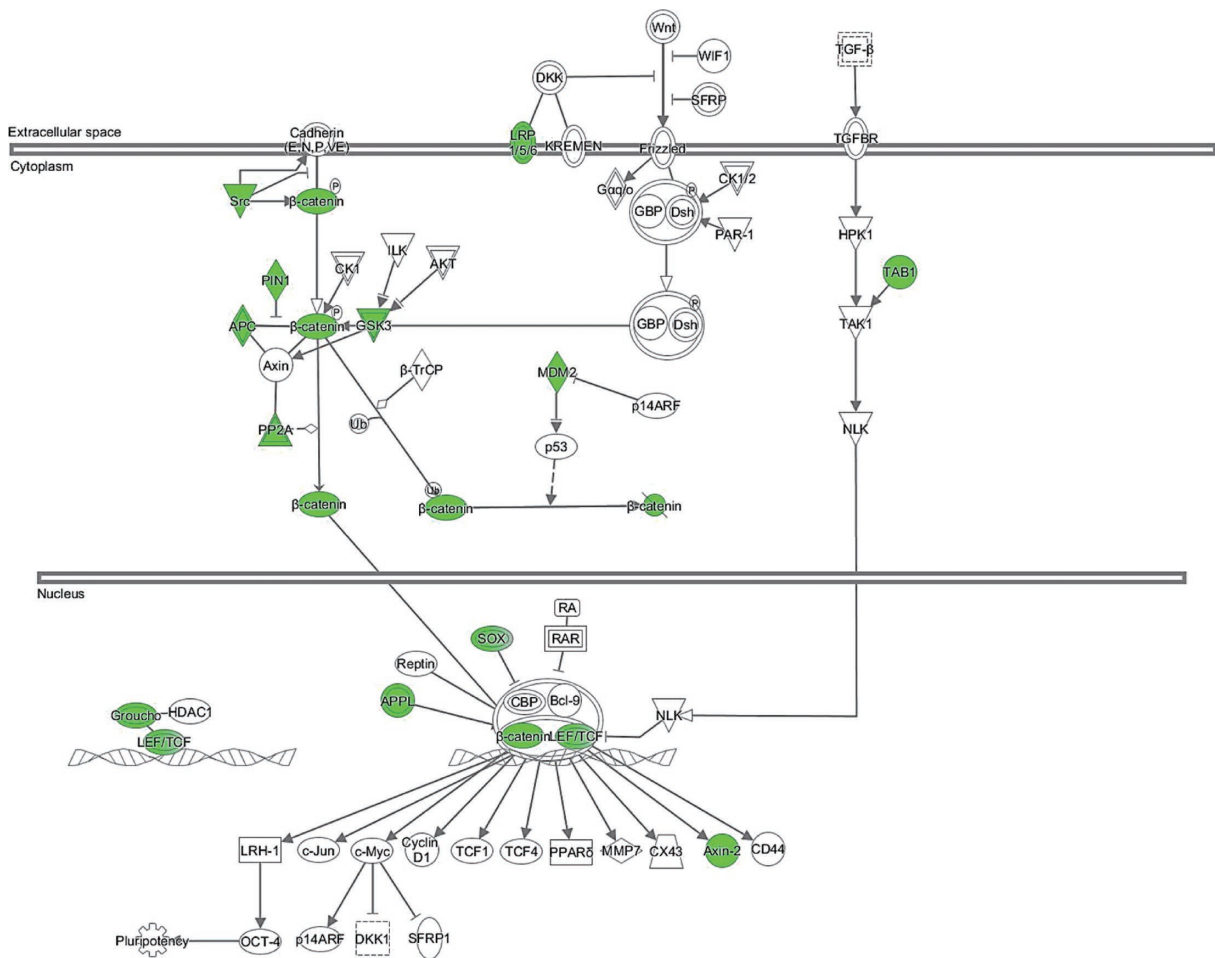 Wnt
WIF1
TGF-β
DKK
SFRP
Extracellular space
Cadherin
(E,N,P,VE)
LRP
1/5/6
KREMEN
Frizzled
TGFBR
Cytoplasm
Src
β-catenin
P
Gαq/o
GBP
Dsh
P
CK1/2
PAR-1
HPK1
ILK
CK1
AKT
PIN1
TAB1
APC
β-catenin
P
GSK3
GBP
Dsh
P
TAK1
Axin
β-TrCP
MDM2
p14ARF
PP2A
Ub
p53
NLK
β-catenin
Ub
β-catenin
β-catenin
Nucleus
RA
SOX
RAR
Reptin
APPL
CBP
Bcl-9
NLK
Groucho
HDAC1
LEF/TCF
β-catenin
LEF/TCF
LRH-1
c-Jun
c-Myc
Cyclin
D1
TCF1
TCF4
PPARδ
MMP7
CX43
Axin-2
CD44
Pluripotency
OCT-4
p14ARF
DKK1
SFRP1